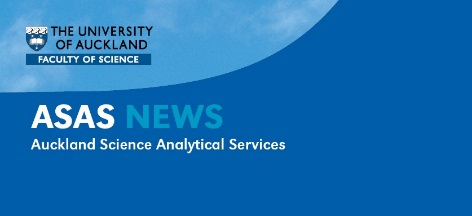 THE UNIVERSITY
OF AUCKLAND
FACULTY OF SCIENCE
ASAS NEWS
Auckland Science Analytical Services